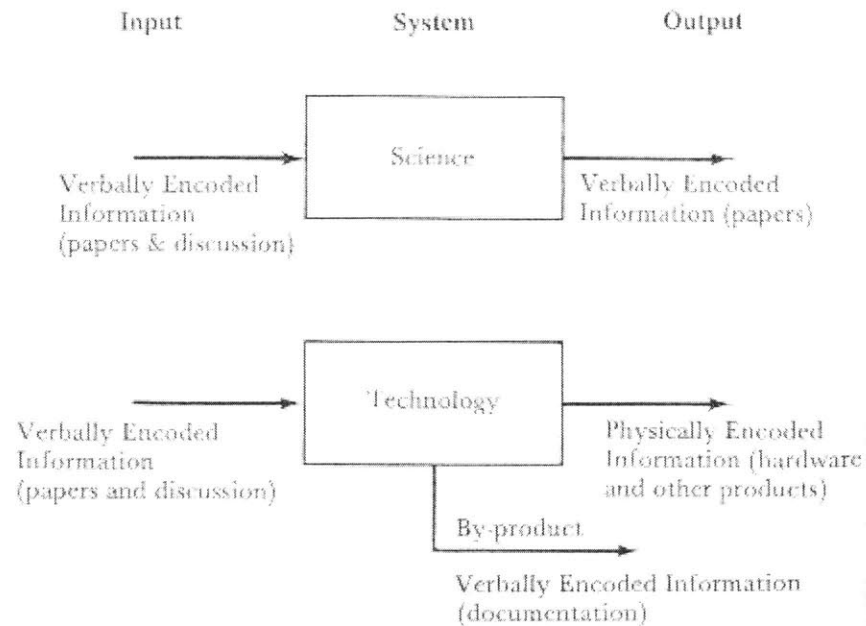 Input System Output
Science
Verbally Encoded
Information
(papers & discussion)
Verbally Encoded
Information (papers)
Technology
Verbally Encoded
Information
(papers and discussion)
Physically Encoded
Information (hardware
and other products)
By-product
Verbally Encoded Information
(documentation)